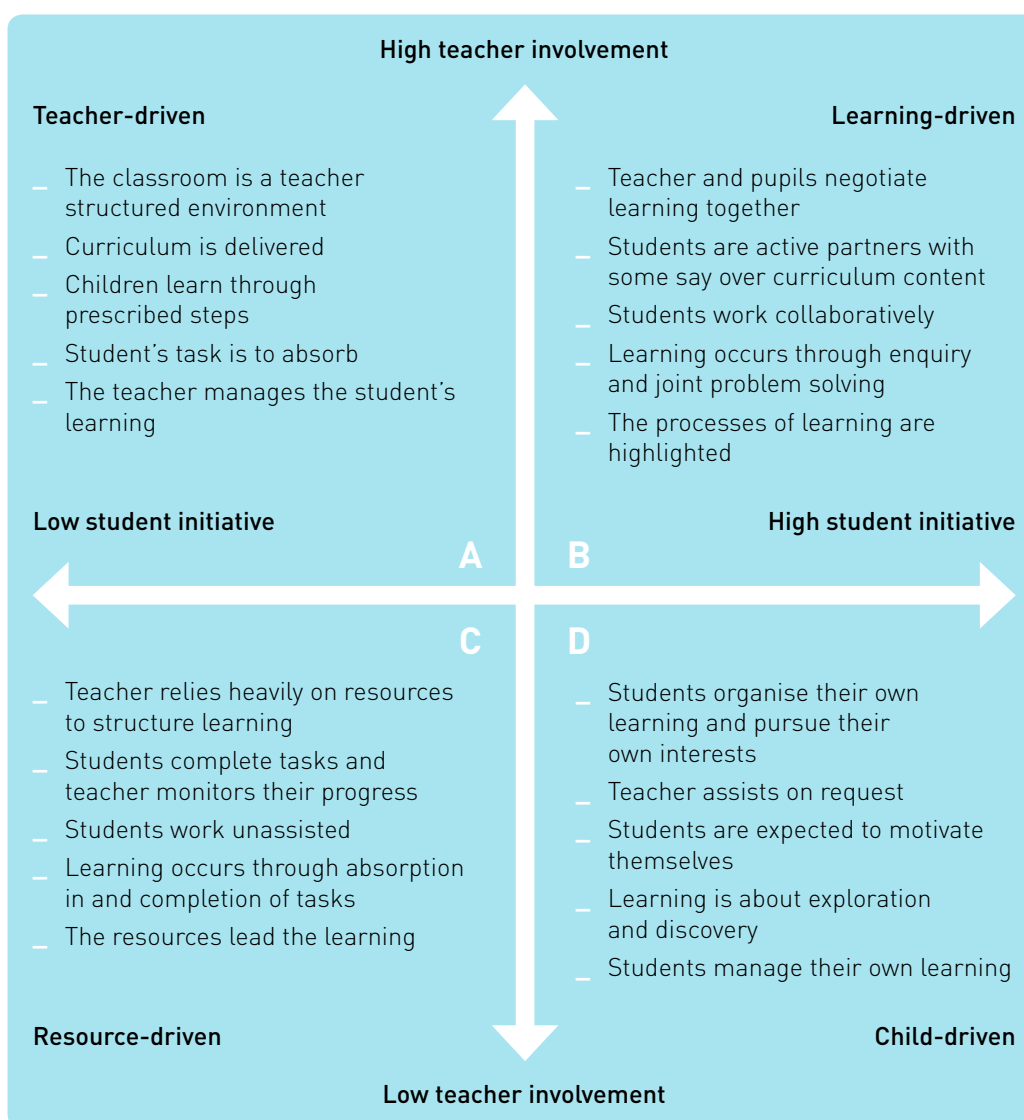 High teacher involvement
Teacher-driven
_ The classroom is a teacher
structured environment
_ Curriculum is delivered
_ Children learn through
prescribed steps
_ Student's task is to absorb
_ The teacher manages the student's
learning
Low student initiative
A
Learning-driven
_ Teacher and pupils negotiate
learning together
_ Students are active partners with
some say over curriculum content
_ Students work collaboratively
_ Learning occurs through enquiry
and joint problem solving
_ The processes of learning are
highlighted
High student initiative
B
C
_ Teacher relies heavily on resources
to structure learning
_ Students complete tasks and
teacher monitors their progress
_ Students work unassisted
_ Learning occurs through absorption
in and completion of tasks
_ The resources lead the learning
Resource-driven
D
_ Students organise their own
learning and pursue their
own interests
_ Teacher assists on request
_ Students are expected to motivate
themselves
_ Learning is about exploration
and discovery
_ Students manage their own learning
Child-driven
Low teacher involvement